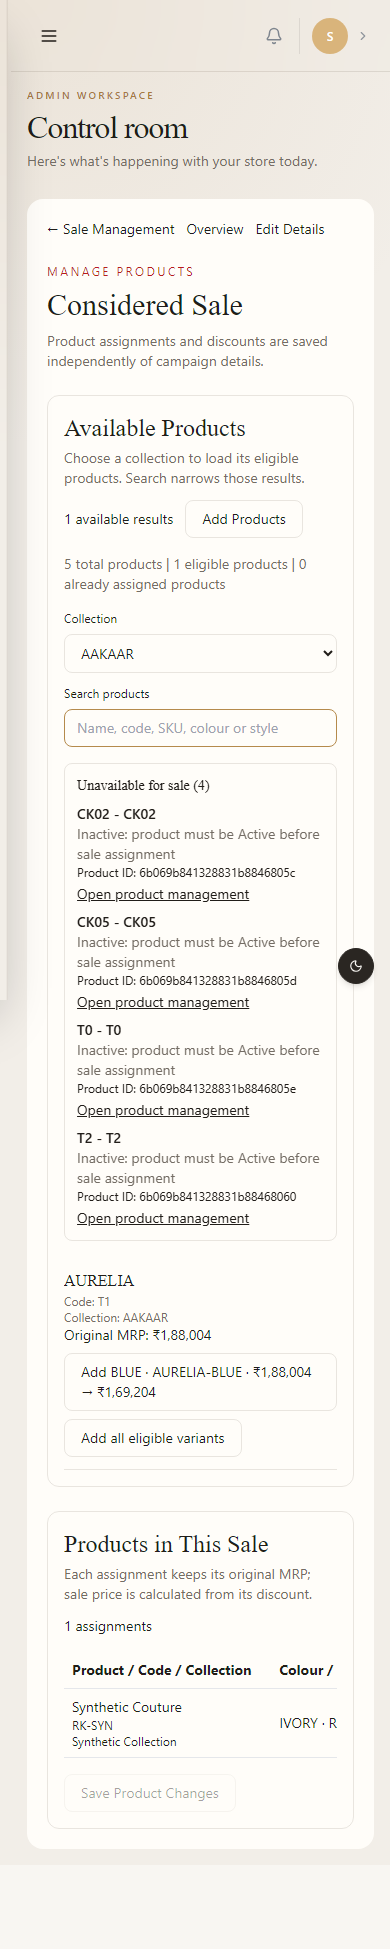 S
ADMIN WORKSPACE
Control room
Here's what's happening with your store today.
← Sale Management Overview Edit Details
MANAGE PRODUCTS
Considered Sale
Product assignments and discounts are saved
independently of campaign details.
Available Products
Choose a collection to load its eligible
products. Search narrows those results.
1 available results Add Products
5 total products | 1 eligible products | 0
already assigned products
Collection
AAKAAR
Search products
Name, code, SKU, colour or style
Unavailable for sale (4)
CK02 - CK02
Inactive: product must be Active before
sale assignment
Product ID: 6b069b841328831b8846805c
Open product management
CK05 - CK05
Inactive: product must be Active before
sale assignment
Product ID: 6b069b841328831b8846805d
Open product management
T0 - T0
Inactive: product must be Active before
sale assignment
Product ID: 6b069b841328831b8846805e
Open product management
T2 - T2
Inactive: product must be Active before
sale assignment
Product ID: 6b069b841328831b88468060
Open product management
AURELIA
Code: T1
Collection: AAKAAR
Original MRP: ₹1,88,004
Add BLUE · AURELIA-BLUE · ₹1,88,004
→ ₹1,69,204
Add all eligible variants
Products in This Sale
Each assignment keeps its original MRP;
sale price is calculated from its discount.
1 assignments
Product / Code / Collection Colour /
Synthetic Couture
RK-SYN
Synthetic Collection
IVORY · R
Save Product Changes